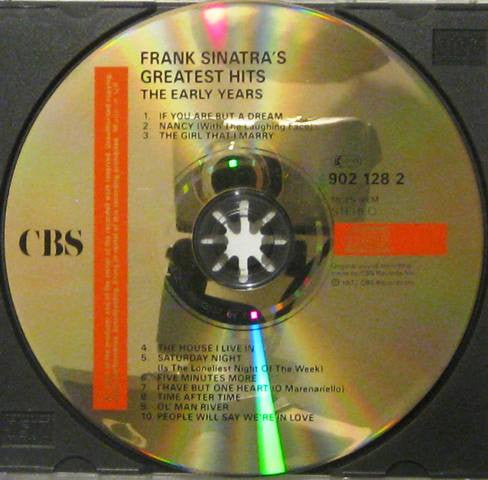 FRANK SINATRA'S
GREATEST HITS
THE EARLY YEARS
1. IF YOU ARE BUT A DREAM
2. NANCY (With The Laughing Face)
3. THE GIRL THAT I MARRY
902 128 2
STEREO
CBS
4. THE HOUSE I LIVE IN
5. SATURDAY NIGHT
(Is The Loneliest Night Of The Week)
6. FIVE MINUTES MORE
7. I HAVE BUT ONE HEART (O Marenariello)
8. TIME AFTER TIME
9. OL' MAN RIVER
10. PEOPLE WILL SAY WE'RE IN LOVE